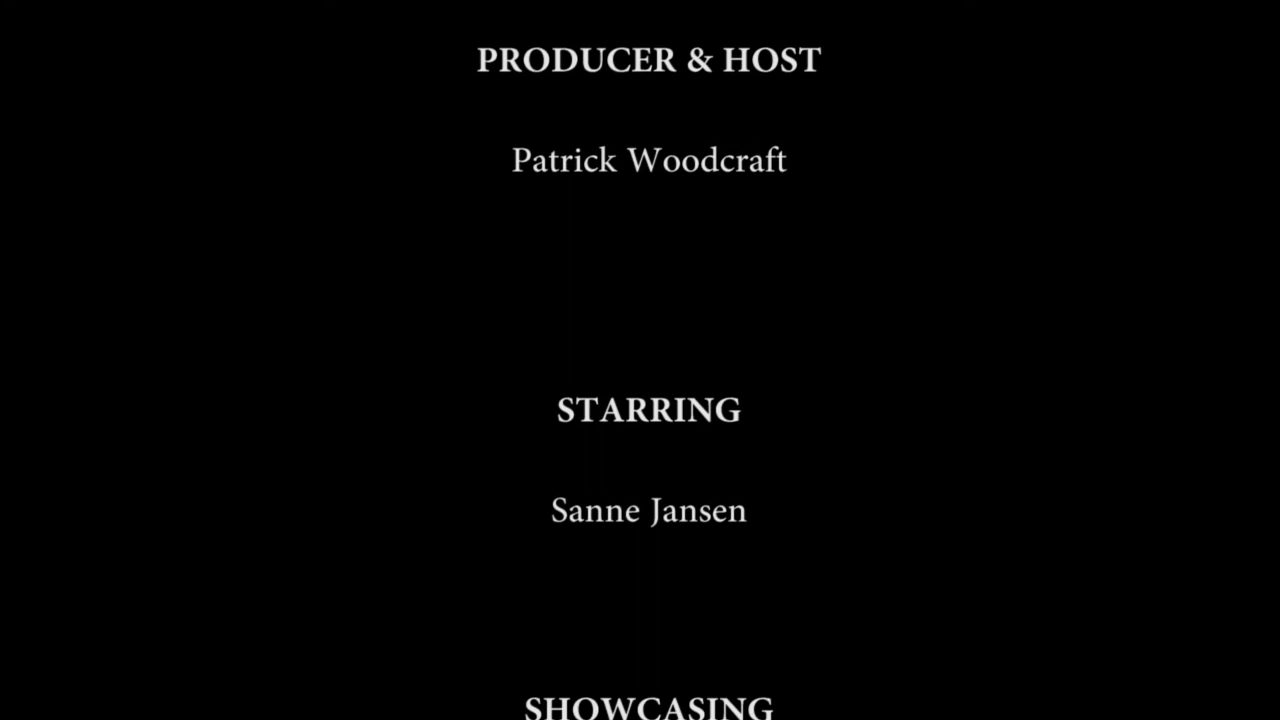 PRODUCER & HOST
Patrick Woodcraft
STARRING
Sanne Jansen
SHOWCASING